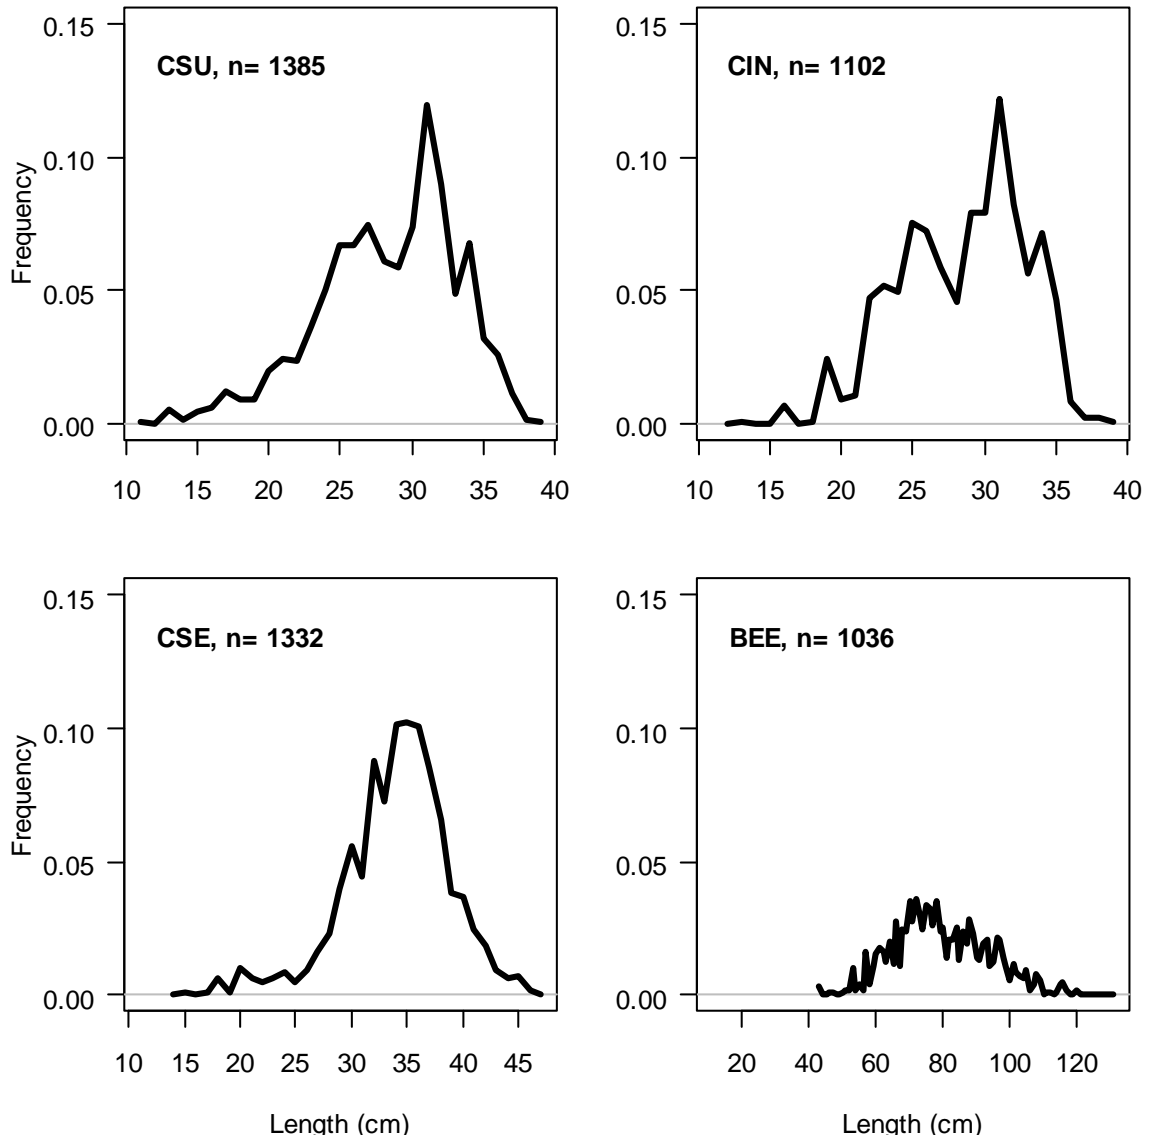 CSU, n= 1385
Frequency
0.15
0.10
0.05
0.00
10 15 20 25 30 35 40
CIN, n= 1102
0.15
0.10
0.05
0.00
10 15 20 25 30 35 40
CSE, n= 1332
Frequency
0.15
0.10
0.05
0.00
10 15 20 25 30 35 40 45
Length (cm)
BEE, n= 1036
0.15
0.10
0.05
0.00
20 40 60 80 100 120
Length (cm)